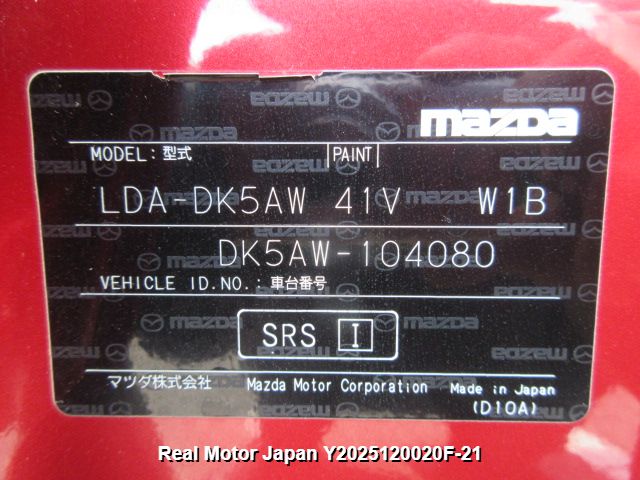 mazda
MODEL : 型式 PAINT
LDA-DK5AW 41V W1B
DK5AW-104080
VEHICLE ID.NO. : 車台番号
SRS I
マツダ株式会社 Mazda Motor Corporation Made in Japan
(D10A)
Real Motor Japan Y2025120020F-21